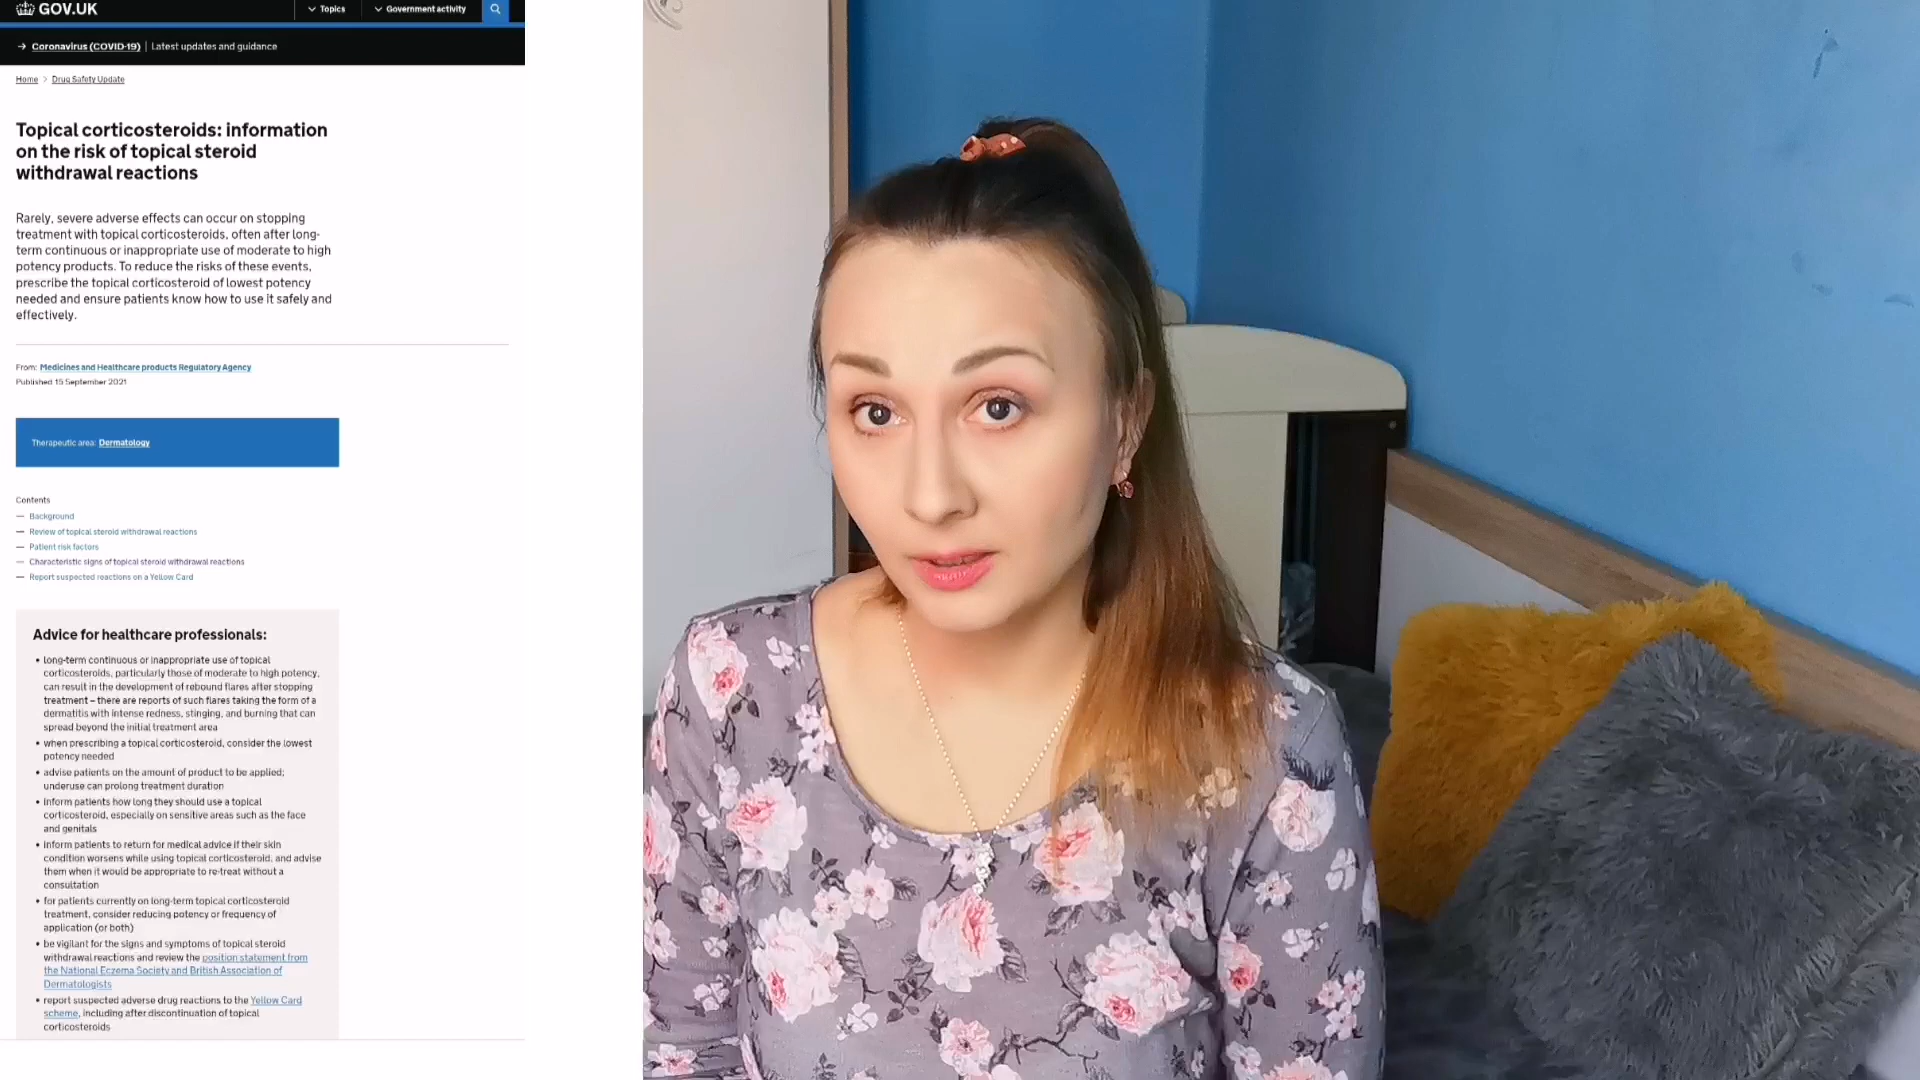 GOV.UK
Topics
Government activity
→ Coronavirus (COVID-19) | Latest updates and guidance
Home > Drug Safety Update
Topical corticosteroids: information
on the risk of topical steroid
withdrawal reactions
Rarely, severe adverse effects can occur on stopping
treatment with topical corticosteroids, often after long-
term continuous or inappropriate use of moderate to high
potency products. To reduce the risks of these events,
prescribe the topical corticosteroid of lowest potency
needed and ensure patients know how to use it safely and
effectively.
From: Medicines and Healthcare products Regulatory Agency
Published 15 September 2021
Therapeutic area: Dermatology
Contents
— Background
— Review of topical steroid withdrawal reactions
— Patient risk factors
— Characteristic signs of topical steroid withdrawal reactions
— Report suspected reactions on a Yellow Card
Advice for healthcare professionals:
• long-term continuous or inappropriate use of topical
corticosteroids, particularly those of moderate to high potency,
can result in the development of rebound flares after stopping
treatment – there are reports of such flares taking the form of a
dermatitis with intense redness, stinging, and burning that can
spread beyond the initial treatment area
• when prescribing a topical corticosteroid, consider the lowest
potency needed
• advise patients on the amount of product to be applied;
underuse can prolong treatment duration
• inform patients how long they should use a topical
corticosteroid, especially on sensitive areas such as the face
and genitals
• inform patients to return for medical advice if their skin
condition worsens while using topical corticosteroid, and advise
them when it would be appropriate to re-treat without a
consultation
• for patients currently on long-term topical corticosteroid
treatment, consider reducing potency or frequency of
application (or both)
• be vigilant for the signs and symptoms of topical steroid
withdrawal reactions and review the position statement from
the National Eczema Society and British Association of
Dermatologists
• report suspected adverse drug reactions to the Yellow Card
scheme, including after discontinuation of topical
corticosteroids